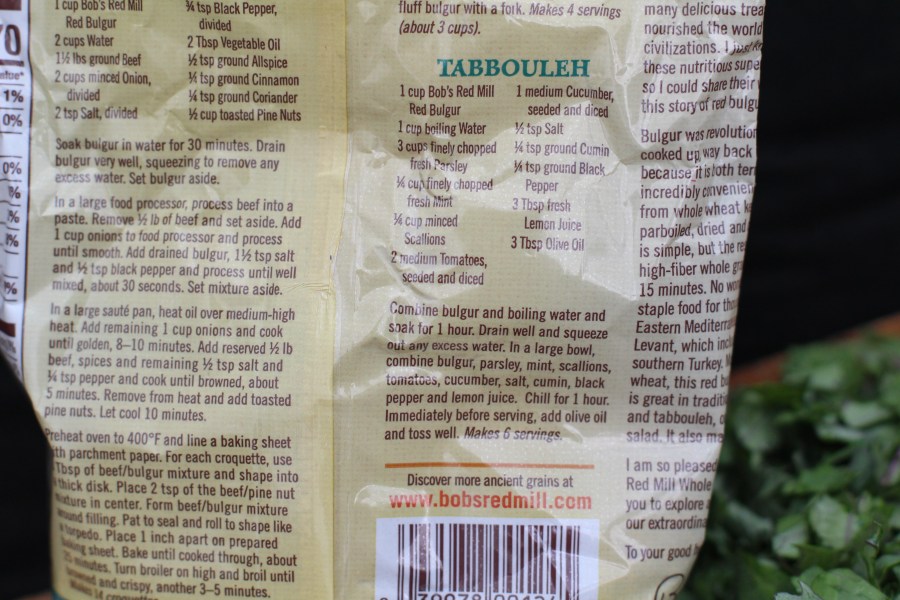 1 cup Bob's Red Mill
Red Bulgur
2 cups Water
1½ lbs ground Beef
2 cups minced Onion,
divided
2 tsp Salt, divided
¾ tsp Black Pepper,
divided
2 Tbsp Vegetable Oil
½ tsp ground Allspice
¼ tsp ground Cinnamon
¼ tsp ground Coriander
½ cup toasted Pine Nuts
Soak bulgur in water for 30 minutes. Drain
bulgur very well, squeezing to remove any
excess water. Set bulgur aside.
In a large food processor, process beef into a
paste. Remove ½ lb of beef and set aside. Add
1 cup onions to food processor and process
until smooth. Add drained bulgur, 1½ tsp salt
and ½ tsp black pepper and process until well
mixed, about 30 seconds. Set mixture aside.
In a large sauté pan, heat oil over medium-high
heat. Add remaining 1 cup onions and cook
until golden, 8–10 minutes. Add reserved ½ lb
beef, spices and remaining ½ tsp salt and
¼ tsp pepper and cook until browned, about
5 minutes. Remove from heat and add toasted
pine nuts. Let cool 10 minutes.
Preheat oven to 400°F and line a baking sheet
parchment paper. For each croquette, use
Tbsp of beef/bulgur mixture and shape into
thick disk. Place 2 tsp of the beef/pine nut
mixture in center. Form beef/bulgur mixture
around filling. Pat to seal and roll to shape like
torpedo. Place 1 inch apart on prepared
baking sheet. Bake until cooked through, about
minutes. Turn broiler on high and broil until
and crispy, another 3–5 minutes.
fluff bulgur with a fork. Makes 4 servings
(about 3 cups).
TABBOULEH
1 cup Bob's Red Mill
Red Bulgur
1 cup boiling Water
3 cups finely chopped
fresh Parsley
¼ cup finely chopped
fresh Mint
¼ cup minced
Scallions
2 medium Tomatoes,
seeded and diced
1 medium Cucumber,
seeded and diced
½ tsp Salt
¼ tsp ground Cumin
⅛ tsp ground Black
Pepper
3 Tbsp fresh
Lemon Juice
3 Tbsp Olive Oil
Combine bulgur and boiling water and
soak for 1 hour. Drain well and squeeze
out any excess water. In a large bowl,
combine bulgur, parsley, mint, scallions,
tomatoes, cucumber, salt, cumin, black
pepper and lemon juice. Chill for 1 hour.
Immediately before serving, add olive oil
and toss well. Makes 6 servings.
Discover more ancient grains at
www.bobsredmill.com
many delicious
nourished the world
civilizations. I just
these nutritious
so I could share their
this story of red
Bulgur was
cooked up way back
because it is both
incredibly
from whole wheat
parboiled, dried and
is simple, but the
high-fiber whole
15 minutes. No
staple food for
Eastern
Levant, which
southern Turkey.
wheat, this red
is great in
and tabbouleh,
salad. It also
I am so pleased
Red Mill Whole
you to explore
our
To your good
1%
0%
0%